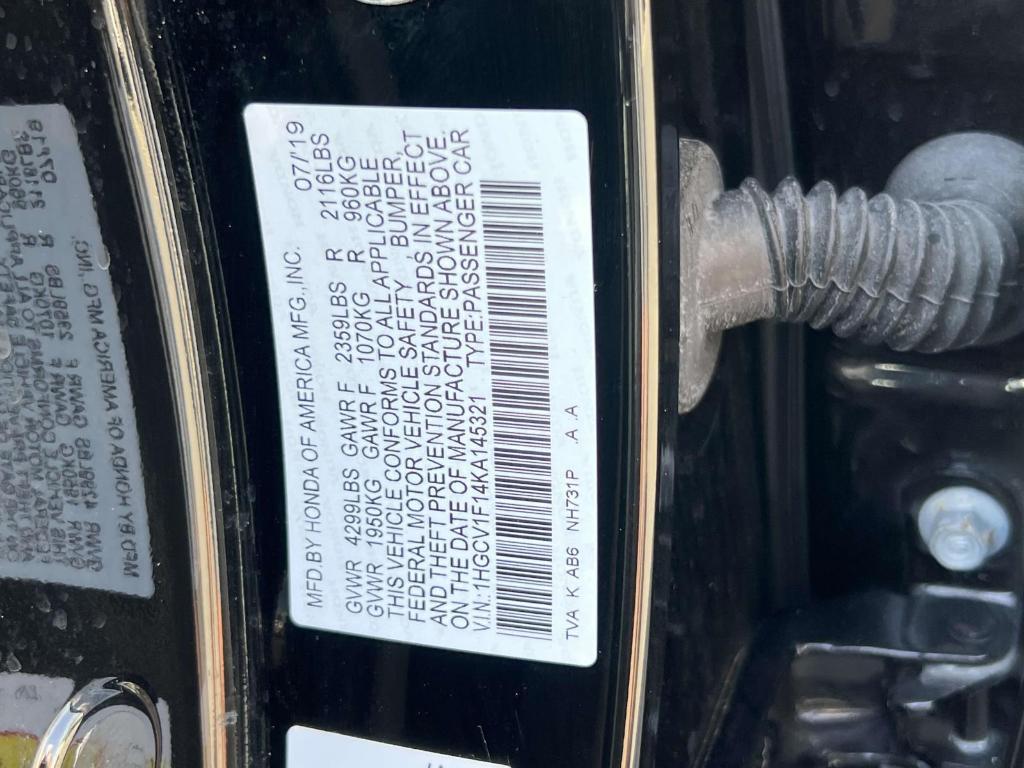 MFD.BY HONDA OF AMERICA MFG.,INC. 07/19
GVWR 4299LBS GAWR F 2359LBS R 2116LBS
GVWR 1950KG GAWR F 1070KG R 960KG
THIS VEHICLE CONFORMS TO ALL APPLICABLE
FEDERAL MOTOR VEHICLE SAFETY, BUMPER,
AND THEFT PREVENTION STANDARDS IN EFFECT
ON THE DATE OF MANUFACTURE SHOWN ABOVE.
V.I.N.:1HGCV1F14KA145321 TYPE:PASSENGER CAR
TVA K AB6 NH731P .A .A